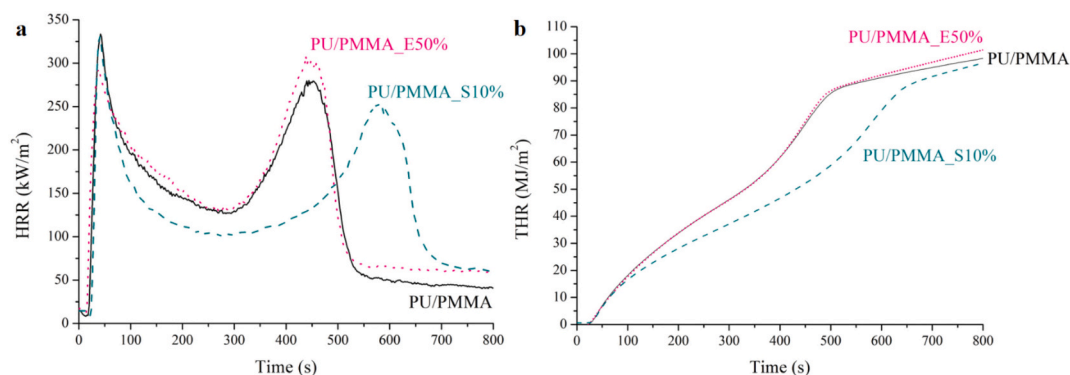 a
350
300
250
200
150
100
50
0
HRR (kW/m²)
0 100 200 300 400 500 600 700 800
Time (s)
PU/PMMA_E50%
PU/PMMA_S10%
PU/PMMA
b
110
100
90
80
70
60
50
40
30
20
10
0
THR (MJ/m²)
0 100 200 300 400 500 600 700 800
Time (s)
PU/PMMA_E50%
PU/PMMA
PU/PMMA_S10%